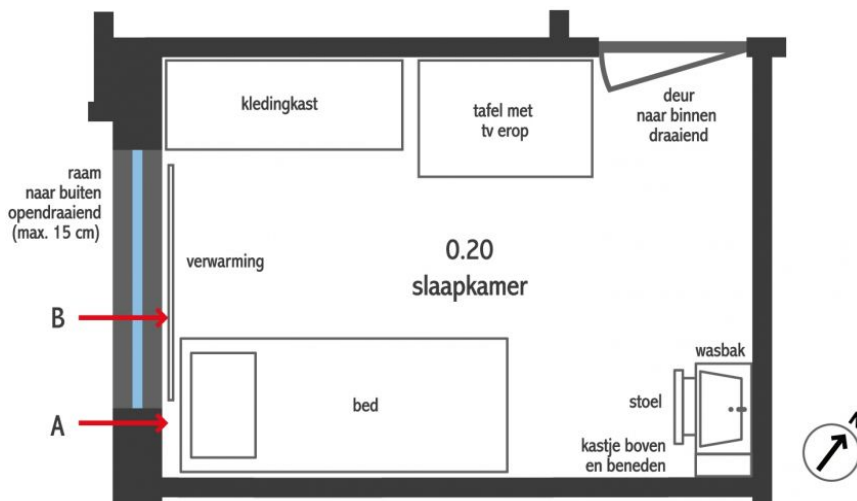 kledingkast
tafel met
tv erop
deur
naar binnen
draaiend
raam
naar buiten
opendraaiend
(max. 15 cm)
verwarming
0.20
slaapkamer
B
wasbak
bed
stoel
A
kastje boven
en beneden